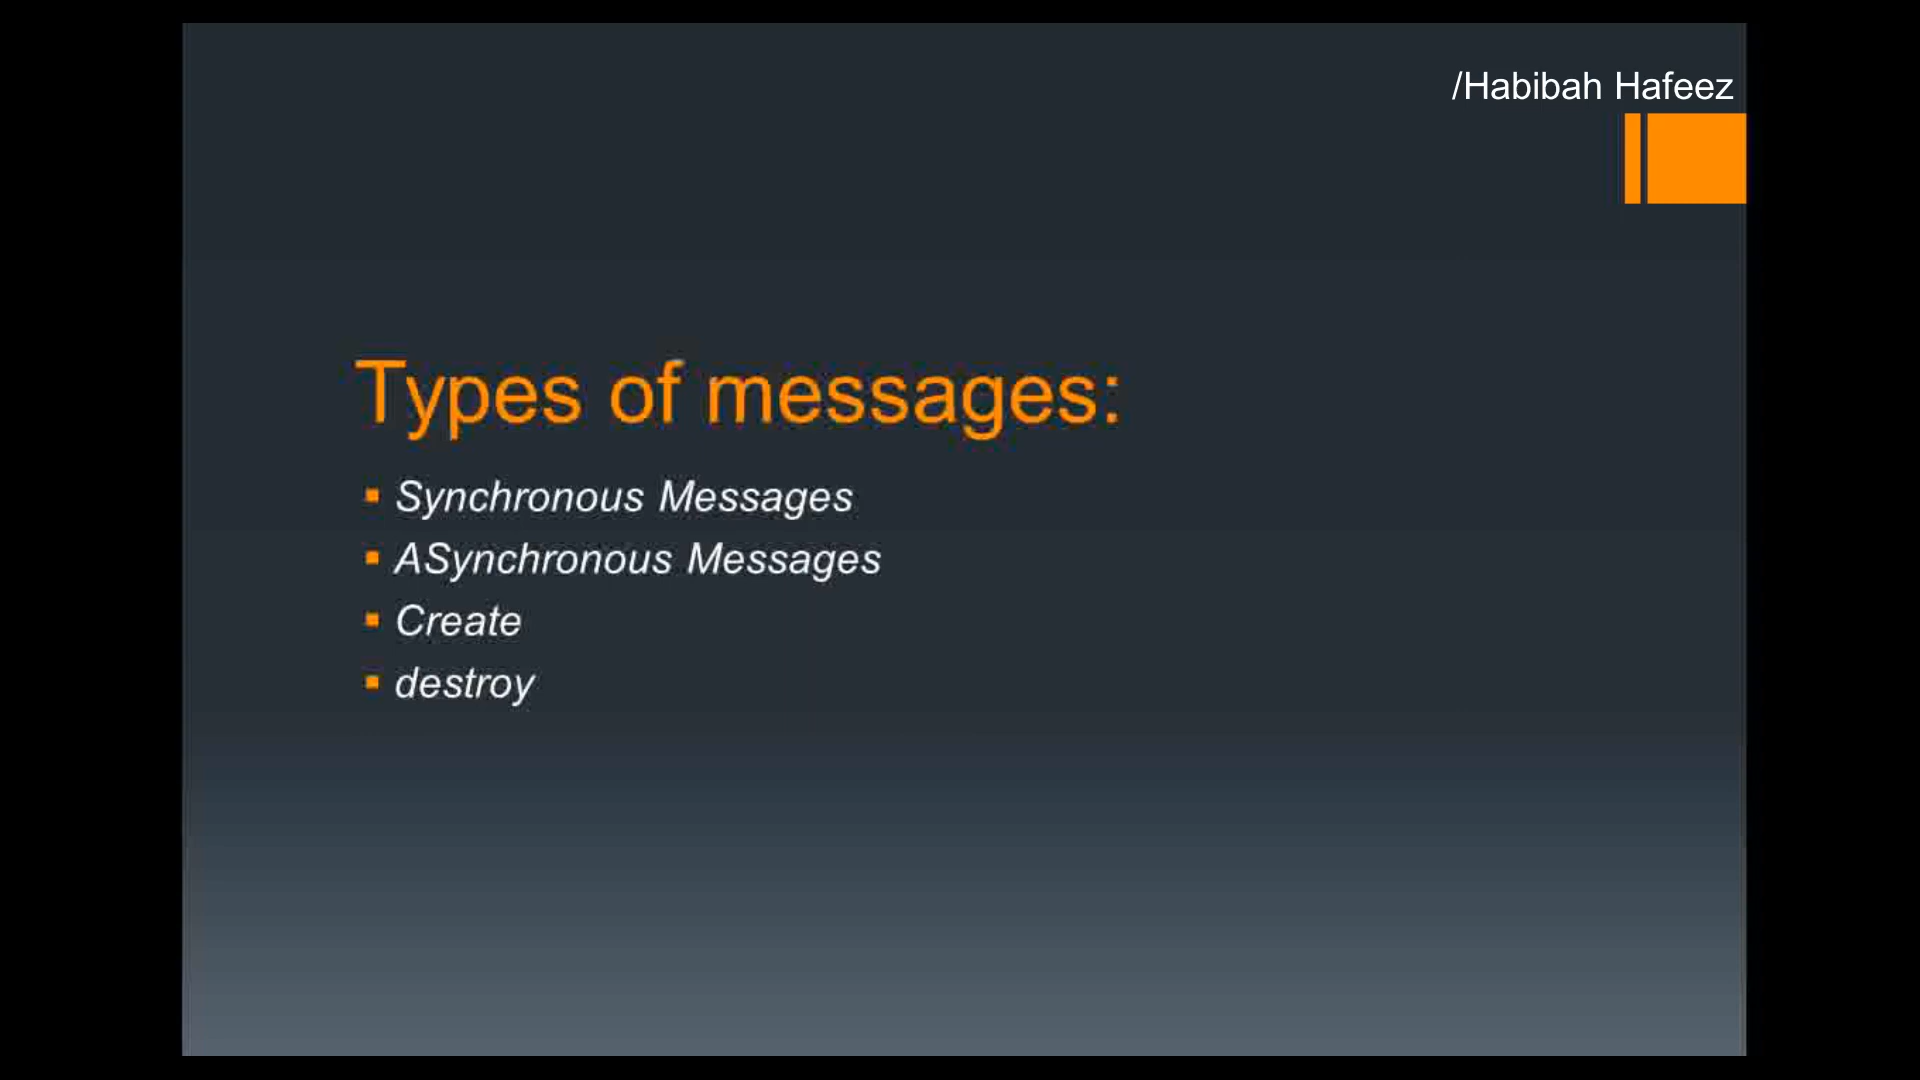 /Habibah Hafeez
Types of messages:
Synchronous Messages
ASynchronous Messages
Create
destroy